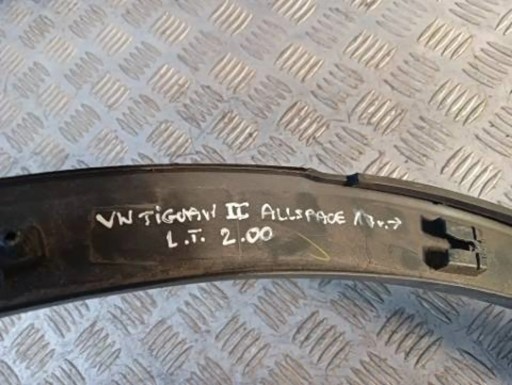 VW TIGUAN II ALLSPACE 17r.→
L.T. 2.00